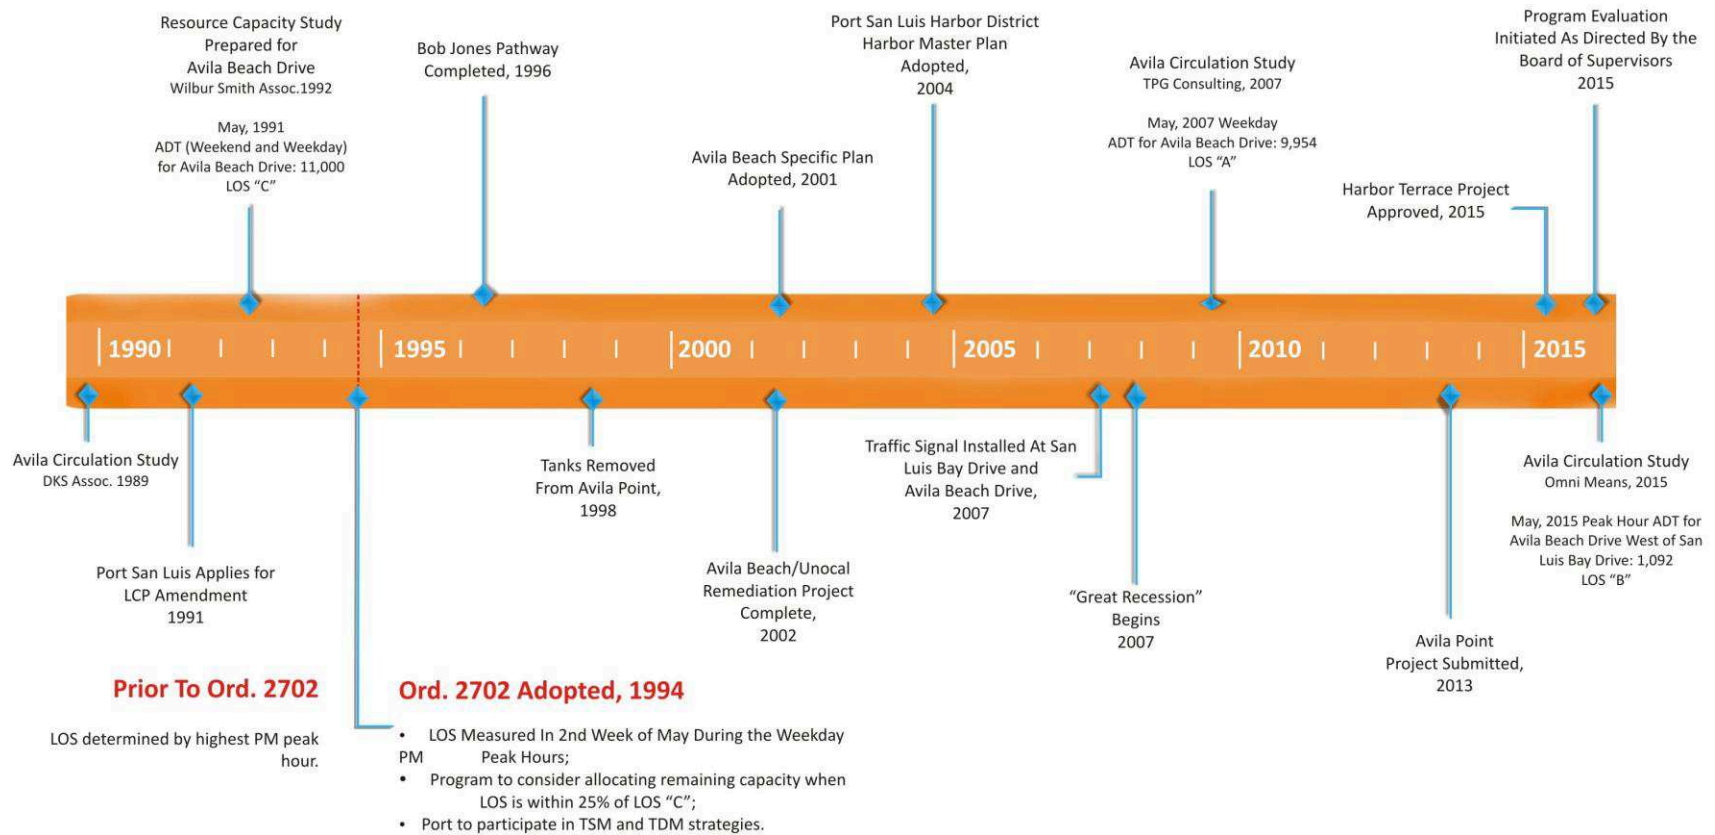 Resource Capacity Study
Prepared for
Avila Beach Drive
Wilbur Smith Assoc.1992
May, 1991
ADT (Weekend and Weekday)
for Avila Beach Drive: 11,000
LOS “C”
Bob Jones Pathway
Completed, 1996
Avila Beach Specific Plan
Adopted, 2001
Port San Luis Harbor District
Harbor Master Plan
Adopted,
2004
Avila Circulation Study
TPG Consulting, 2007
May, 2007 Weekday
ADT for Avila Beach Drive: 9,954
LOS “A”
Harbor Terrace Project
Approved, 2015
Program Evaluation
Initiated As Directed By the
Board of Supervisors
2015
1990
1995
2000
2005
2010
2015
Avila Circulation Study
DKS Assoc. 1989
Port San Luis Applies for
LCP Amendment
1991
Tanks Removed
From Avila Point,
1998
Avila Beach/Unocal
Remediation Project
Complete,
2002
Traffic Signal Installed At San
Luis Bay Drive and
Avila Beach Drive,
2007
“Great Recession”
Begins
2007
Avila Point
Project Submitted,
2013
Avila Circulation Study
Omni Means, 2015
May, 2015 Peak Hour ADT for
Avila Beach Drive West of San
Luis Bay Drive: 1,092
LOS “B”
Prior To Ord. 2702
LOS determined by highest PM peak
hour.
Ord. 2702 Adopted, 1994
• LOS Measured In 2nd Week of May During the Weekday
PM Peak Hours;
• Program to consider allocating remaining capacity when
LOS is within 25% of LOS “C”;
• Port to participate in TSM and TDM strategies.